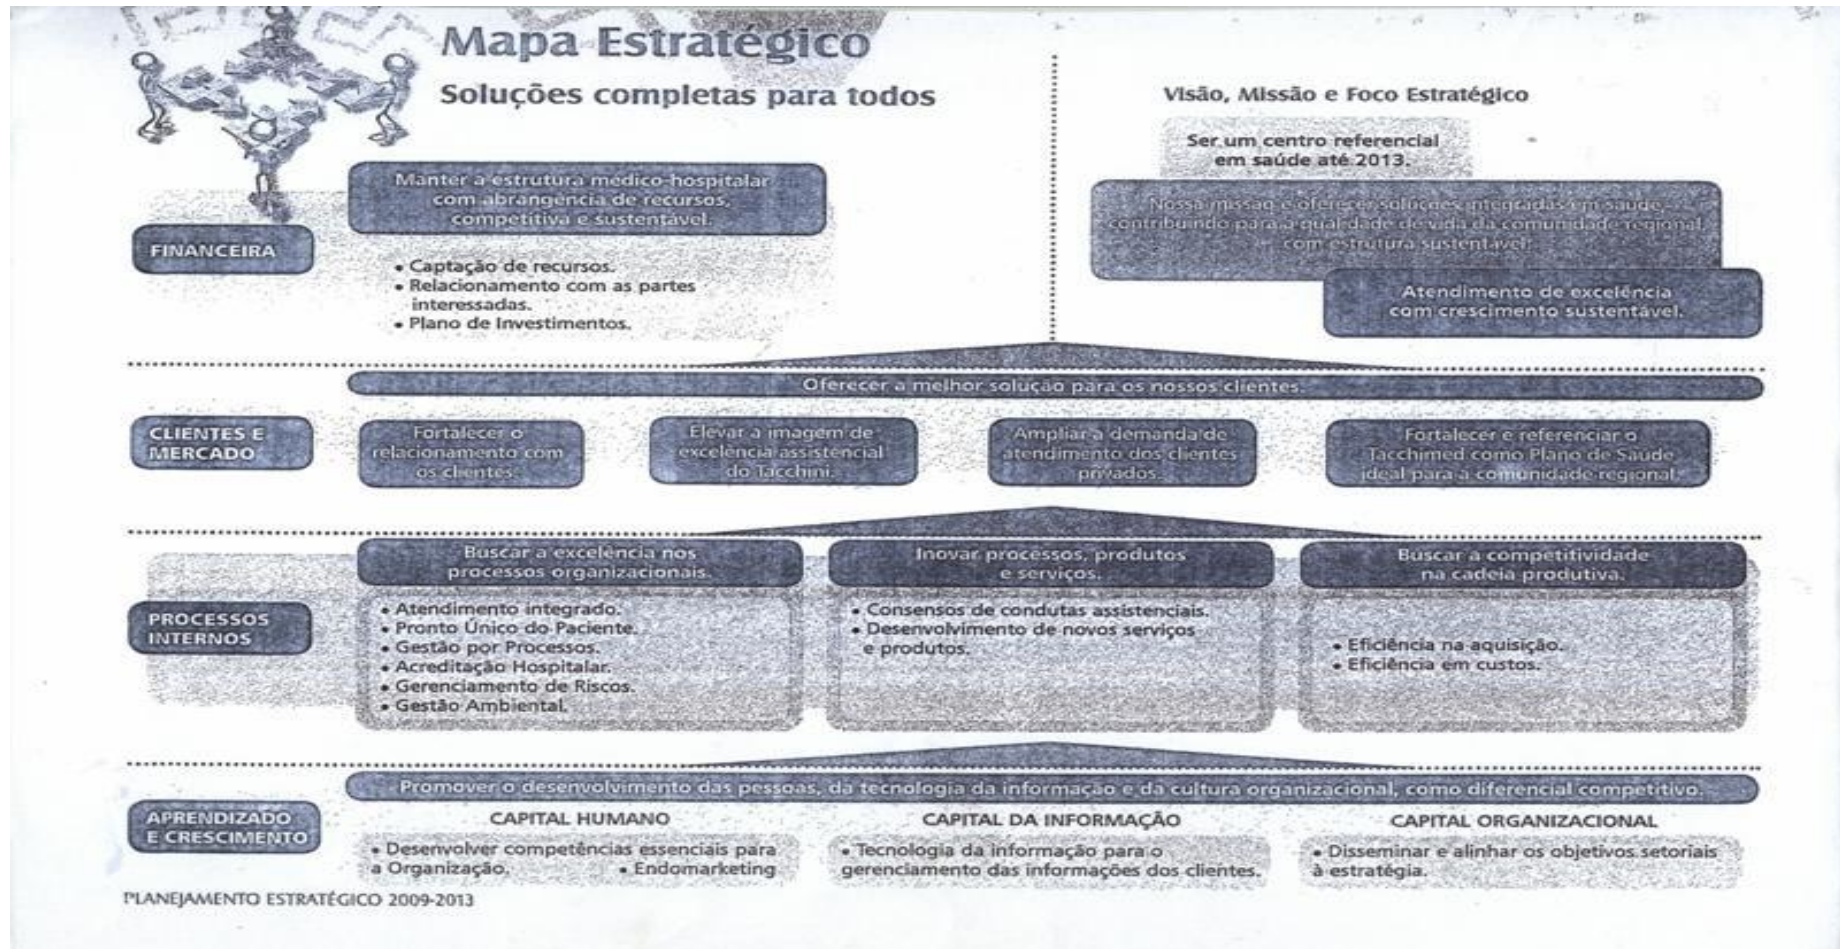 Mapa Estratégico
Soluções completas para todos
Visão, Missão e Foco Estratégico
Ser um centro referencial
em saúde até 2013.
Nossa missão é oferecer soluções integradas em saúde
contribuindo para a qualidade de vida da comunidade regional,
com estrutura sustentável.
Atendimento de excelência
com crescimento sustentável.
FINANCEIRA
Manter a estrutura médico-hospitalar
com abrangência de recursos,
competitiva e sustentável.
• Captação de recursos.
• Relacionamento com as partes
interessadas.
• Plano de Investimentos.
Oferecer a melhor solução para os nossos clientes.
CLIENTES E
MERCADO
Fortalecer o
relacionamento com
os clientes.
Elevar a imagem de
excelência assistencial
do Tacchini.
Ampliar a demanda de
atendimento dos clientes
privados.
Fortalecer e referenciar o
Tacchimed como Plano de Saúde
ideal para a comunidade regional.
PROCESSOS
INTERNOS
Buscar a excelência nos
processos organizacionais.
• Atendimento integrado.
• Pronto Único do Paciente.
• Gestão por Processos.
• Acreditação Hospitalar.
• Gerenciamento de Riscos.
• Gestão Ambiental.
Inovar processos, produtos
e serviços.
• Consensos de condutas assistenciais.
• Desenvolvimento de novos serviços
e produtos.
Buscar a competitividade
na cadeia produtiva.
• Eficiência na aquisição.
• Eficiência em custos.
APRENDIZADO
E CRESCIMENTO
Promover o desenvolvimento das pessoas, da tecnologia da informação e da cultura organizacional, como diferencial competitivo.
CAPITAL HUMANO
• Desenvolver competências essenciais para
a Organização. • Endomarketing
CAPITAL DA INFORMAÇÃO
• Tecnologia da informação para o
gerenciamento das informações dos clientes.
CAPITAL ORGANIZACIONAL
• Disseminar e alinhar os objetivos setoriais
à estratégia.
PLANEJAMENTO ESTRATÉGICO 2009-2013